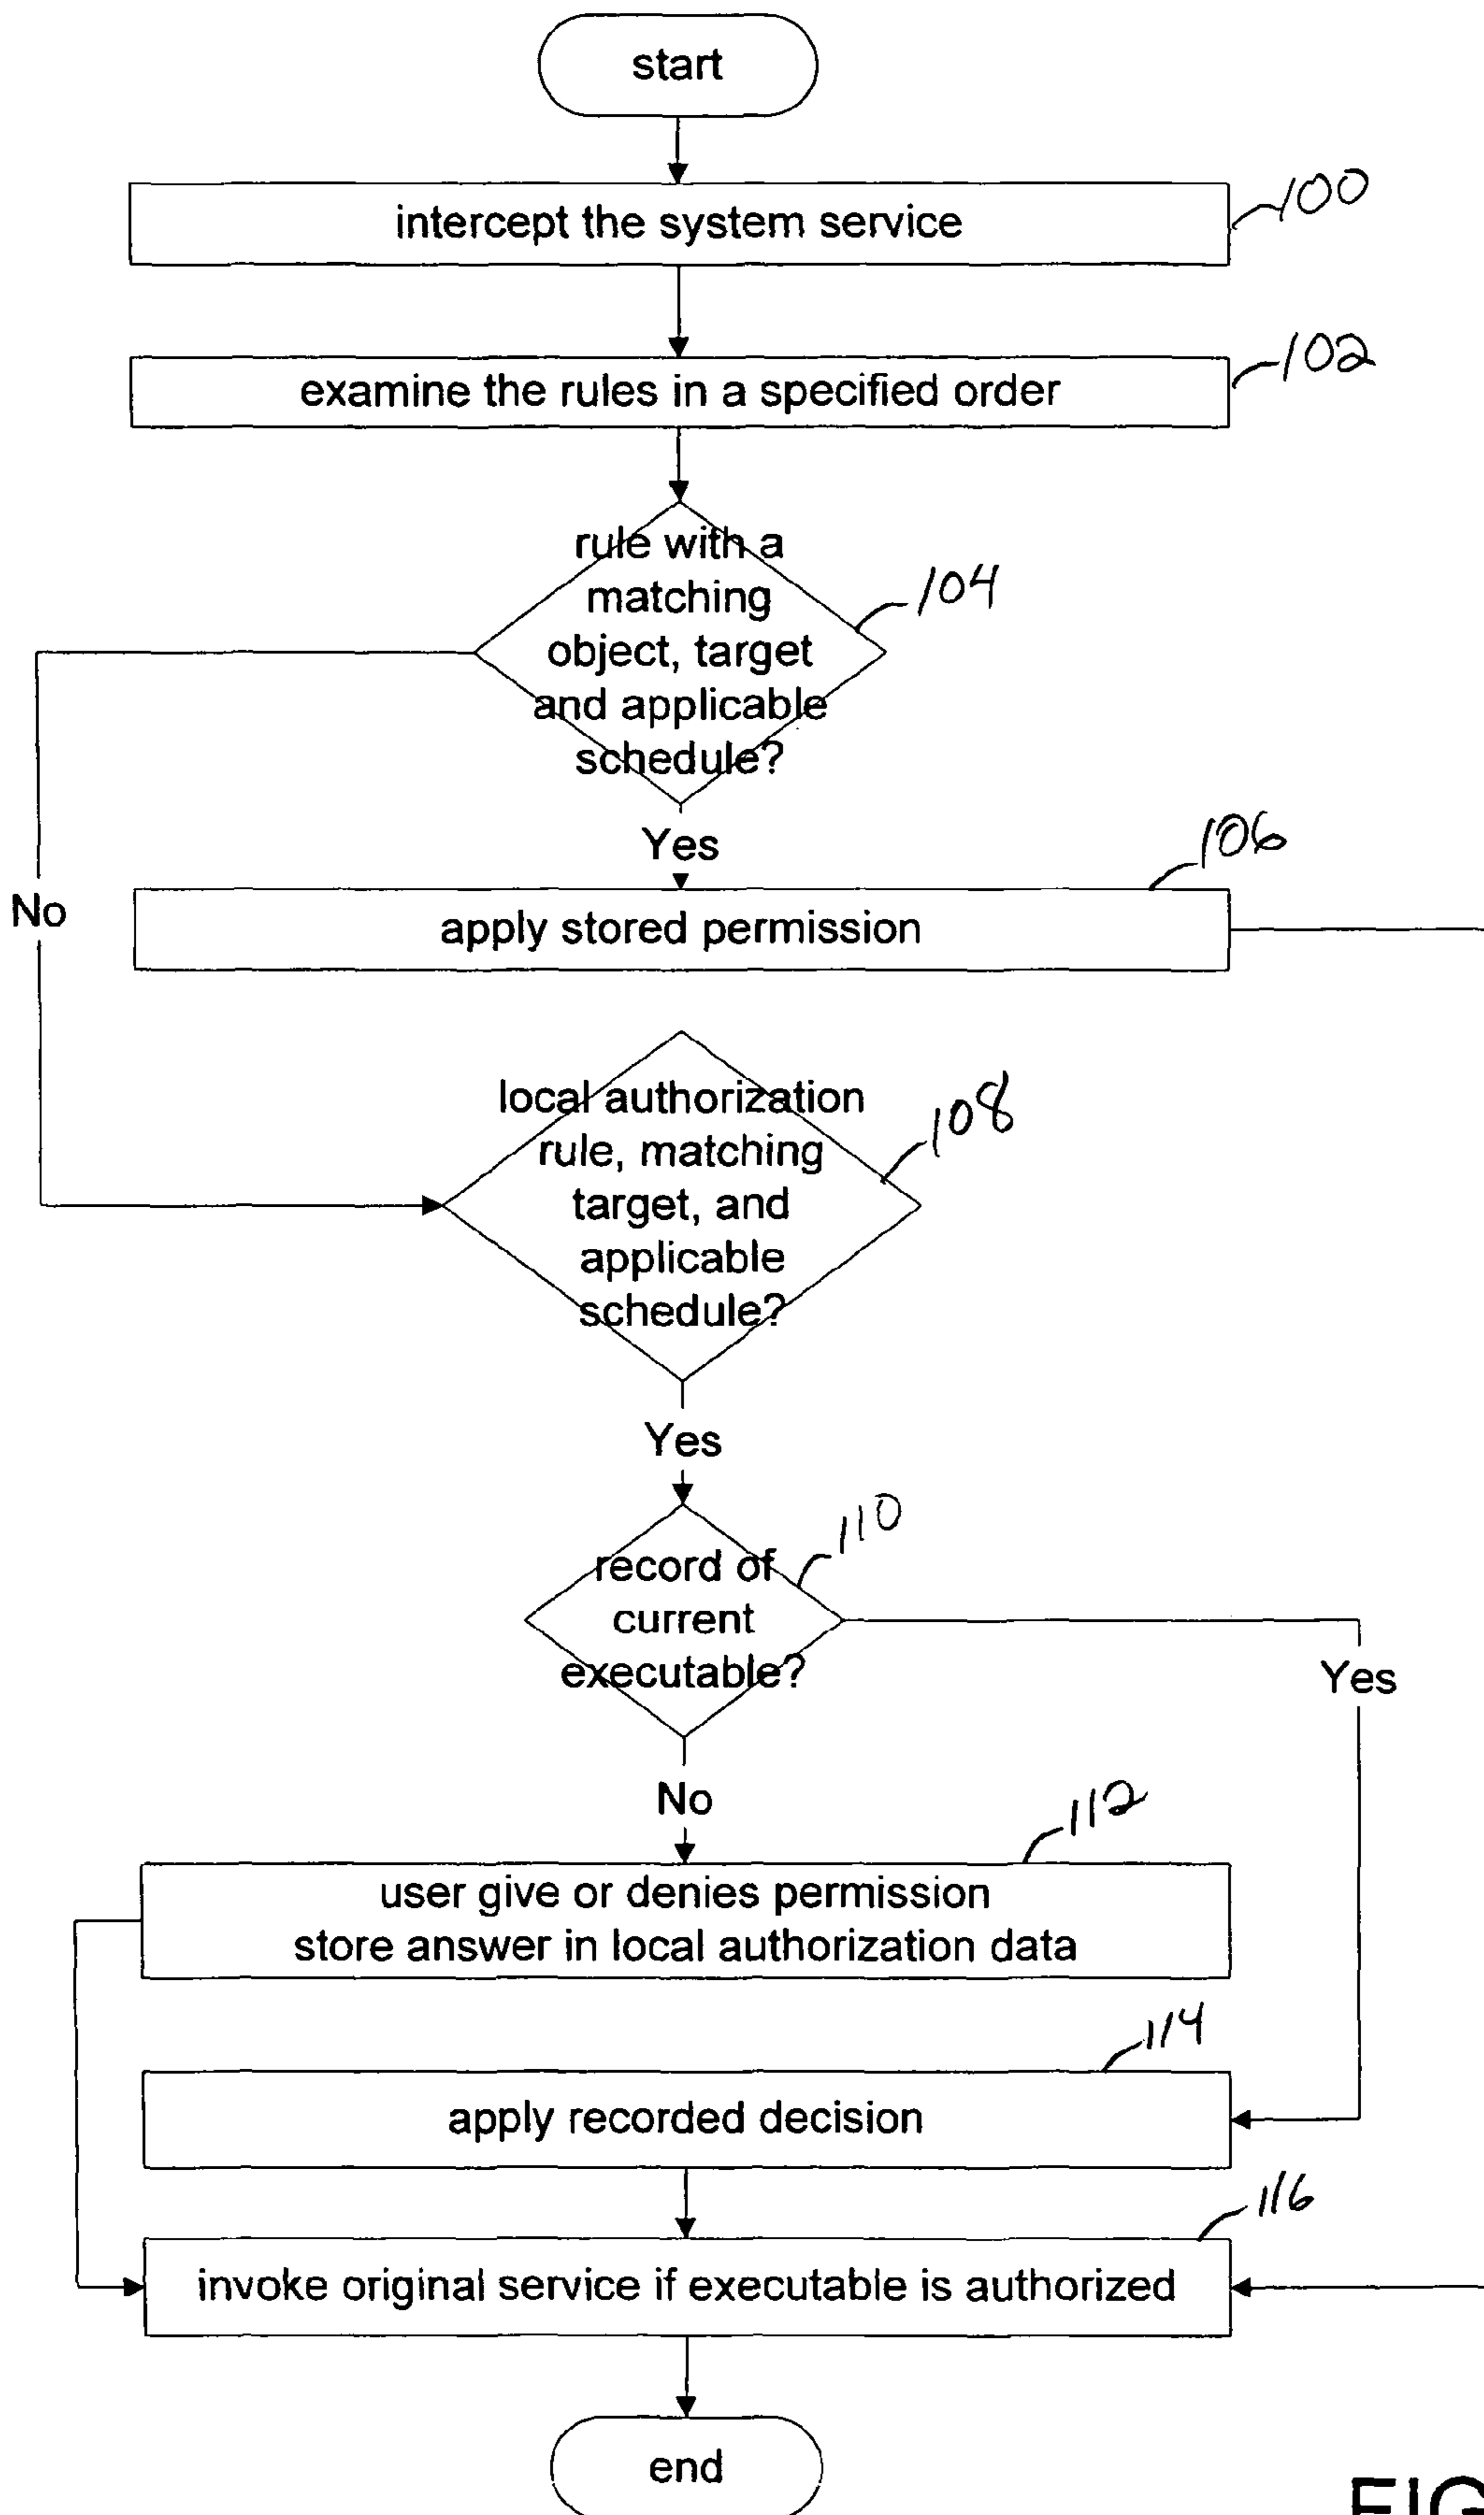 start
intercept the system service
100
examine the rules in a specified order
102
rule with a
matching
object, target
and applicable
schedule?
104
Yes
106
No
apply stored permission
local authorization
rule, matching
target, and
applicable
schedule?
108
Yes
record of
current
executable?
110
Yes
No
112
user give or denies permission
store answer in local authorization data
114
apply recorded decision
116
invoke original service if executable is authorized
end
FIG